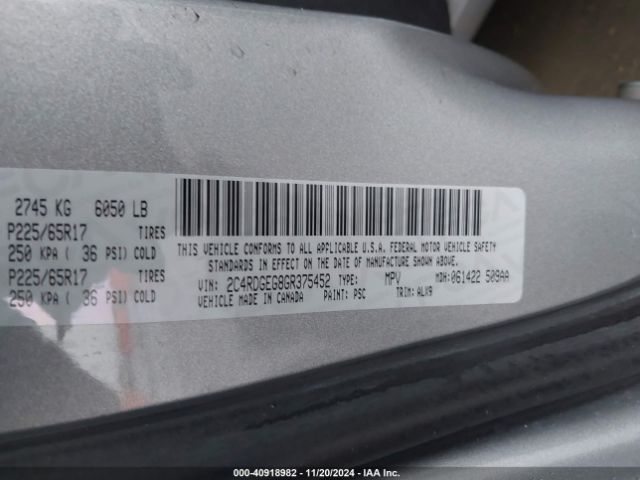 2745 KG 6050 LB
P225/65R17 TIRES
250 KPA ( 36 PSI) COLD
P225/65R17 TIRES
250 KPA ( 36 PSI) COLD
THIS VEHICLE CONFORMS TO ALL APPLICABLE U.S.A. FEDERAL MOTOR VEHICLE SAFETY
STANDARDS IN EFFECT ON THE DATE OF MANUFACTURE SHOWN ABOVE.
VIN: 2C4RDGEG8GR375452 TYPE: MPV MDH: 061422 509AA
VEHICLE MADE IN CANADA PAINT: PSC TRIM: ALX9
000-40918982 — 11/20/2024 — IAA Inc.